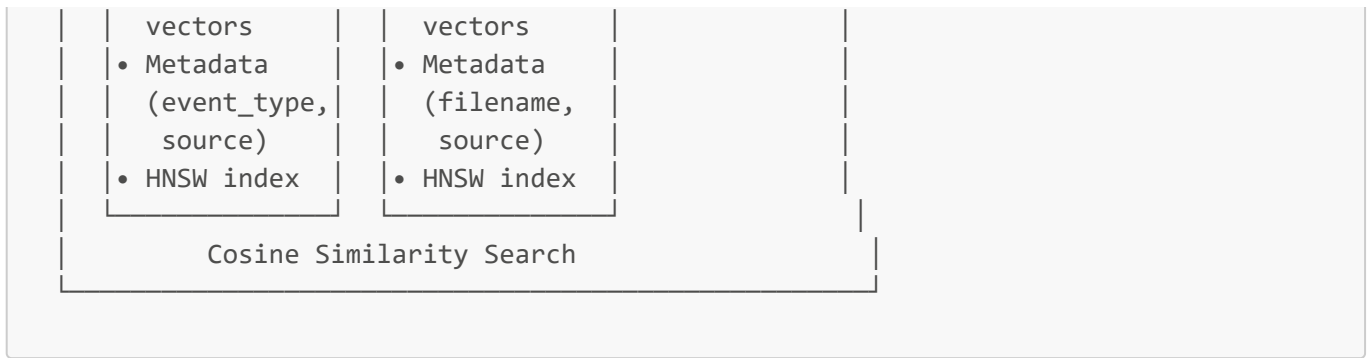 vectors vectors
• Metadata • Metadata
(event_type, (filename,
source) source)
• HNSW index • HNSW index
Cosine Similarity Search